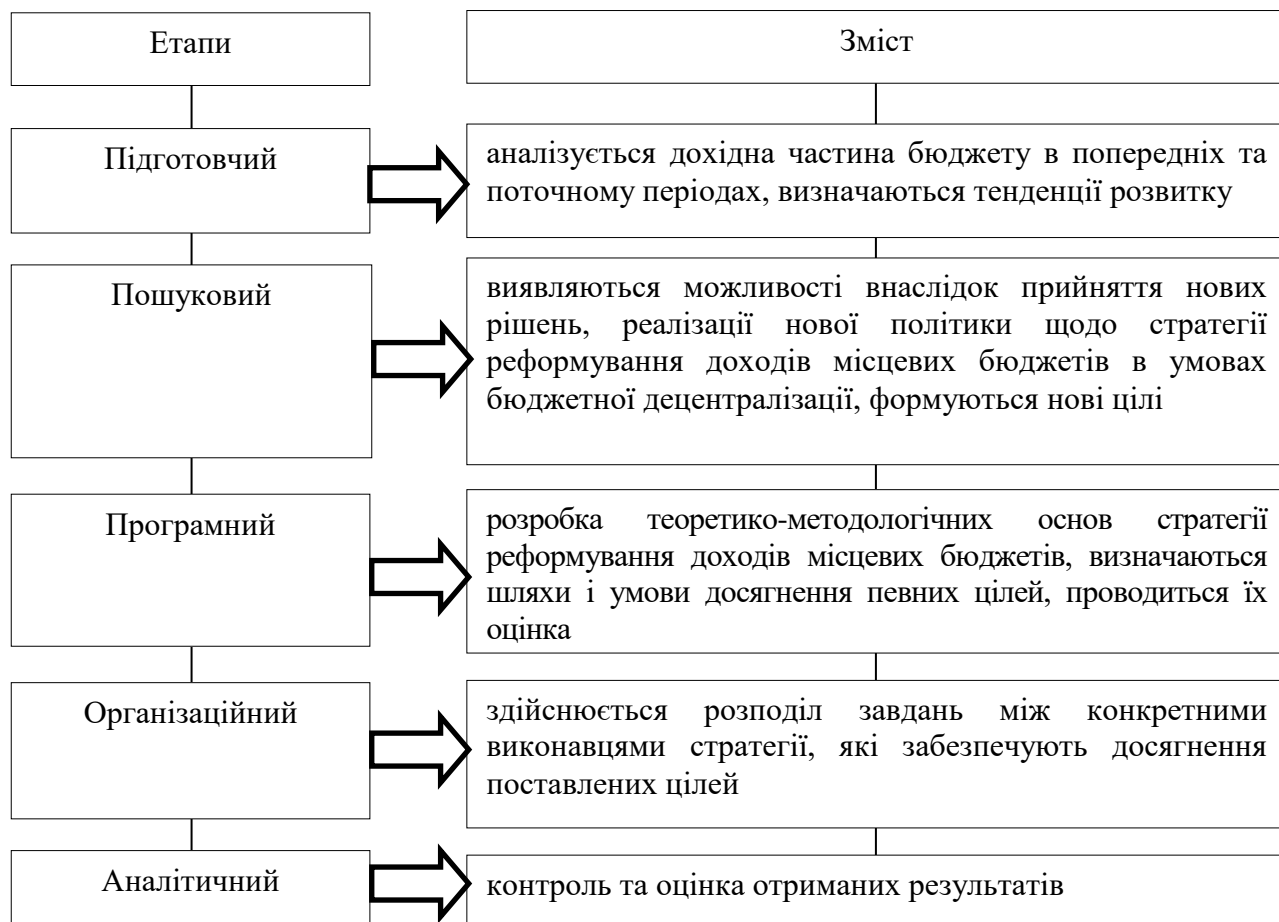 Етапи
Зміст
Підготовчий
аналізується дохідна частина бюджету в попередніх та
поточному періодах, визначаються тенденції розвитку
Пошуковий
виявляються можливості внаслідок прийняття нових
рішень, реалізації нової політики щодо стратегії
реформування доходів місцевих бюджетів в умовах
бюджетної децентралізації, формуються нові цілі
Програмний
розробка теоретико-методологічних основ стратегії
реформування доходів місцевих бюджетів, визначаються
шляхи і умови досягнення певних цілей, проводиться їх
оцінка
Організаційний
здійснюється розподіл завдань між конкретними
виконавцями стратегії, які забезпечують досягнення
поставлених цілей
Аналітичний
контроль та оцінка отриманих результатів